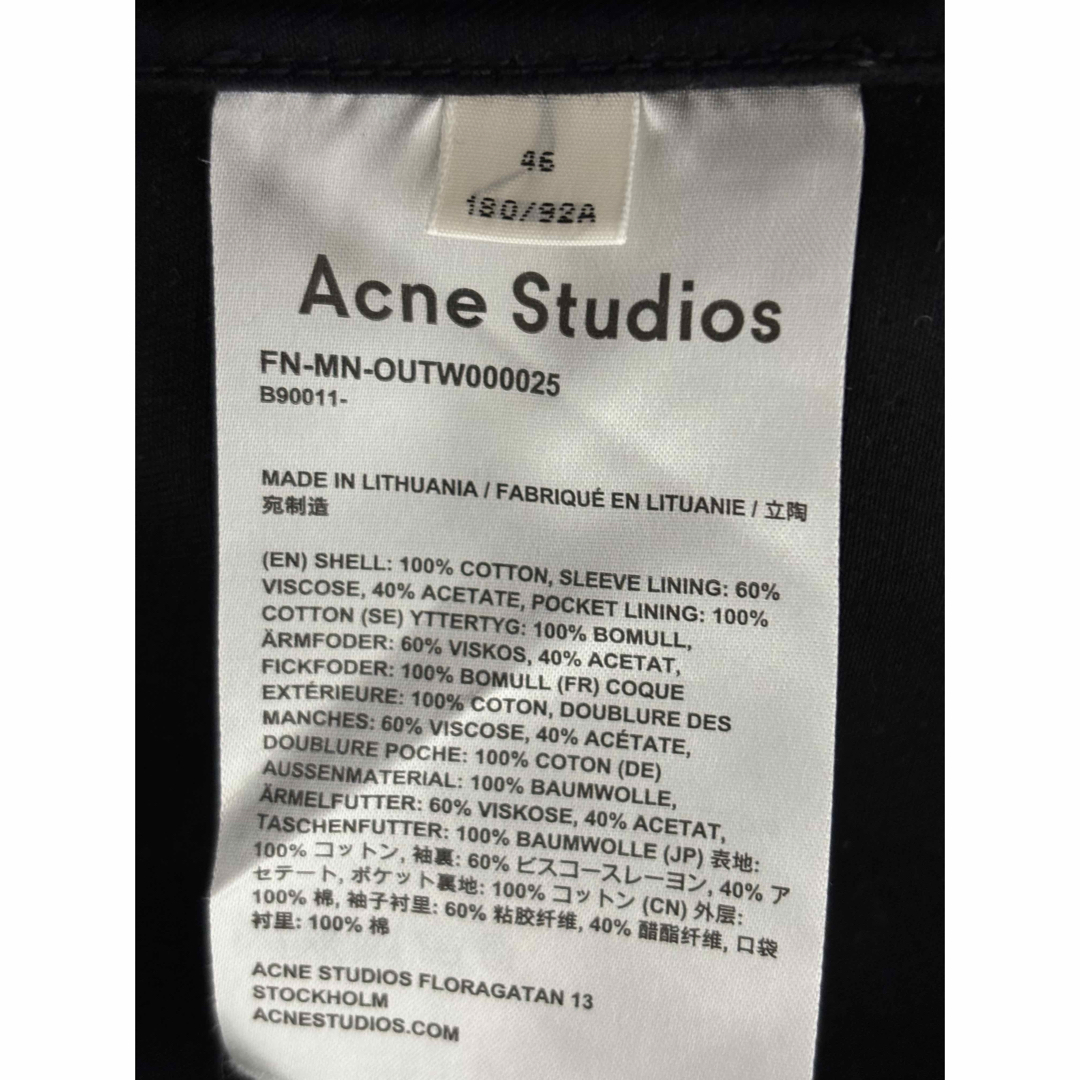 46
180/92A
Acne Studios
FN-MN-OUTW000025
B90011-
MADE IN LITHUANIA / FABRIQUÉ EN LITUANIE / 立陶
宛制造
(EN) SHELL: 100% COTTON, SLEEVE LINING: 60%
VISCOSE, 40% ACETATE, POCKET LINING: 100%
COTTON (SE) YTTERTYG: 100% BOMULL,
ÄRMFODER: 60% VISKOS, 40% ACETAT,
FICKFODER: 100% BOMULL (FR) COQUE
EXTÉRIEURE: 100% COTON, DOUBLURE DES
MANCHES: 60% VISCOSE, 40% ACÉTATE,
DOUBLURE POCHE: 100% COTON (DE)
AUSSENMATERIAL: 100% BAUMWOLLE,
ÄRMELFUTTER: 60% VISKOSE, 40% ACETAT,
TASCHENFUTTER: 100% BAUMWOLLE (JP) 表地:
100% コットン, 袖裏: 60% ビスコースレーヨン, 40% ア
セテート, ポケット裏地: 100% コットン (CN) 外层:
100% 棉, 袖子衬里: 60% 粘胶纤维, 40% 醋酯纤维, 口袋
衬里: 100% 棉
ACNE STUDIOS FLORAGATAN 13
STOCKHOLM
ACNESTUDIOS.COM